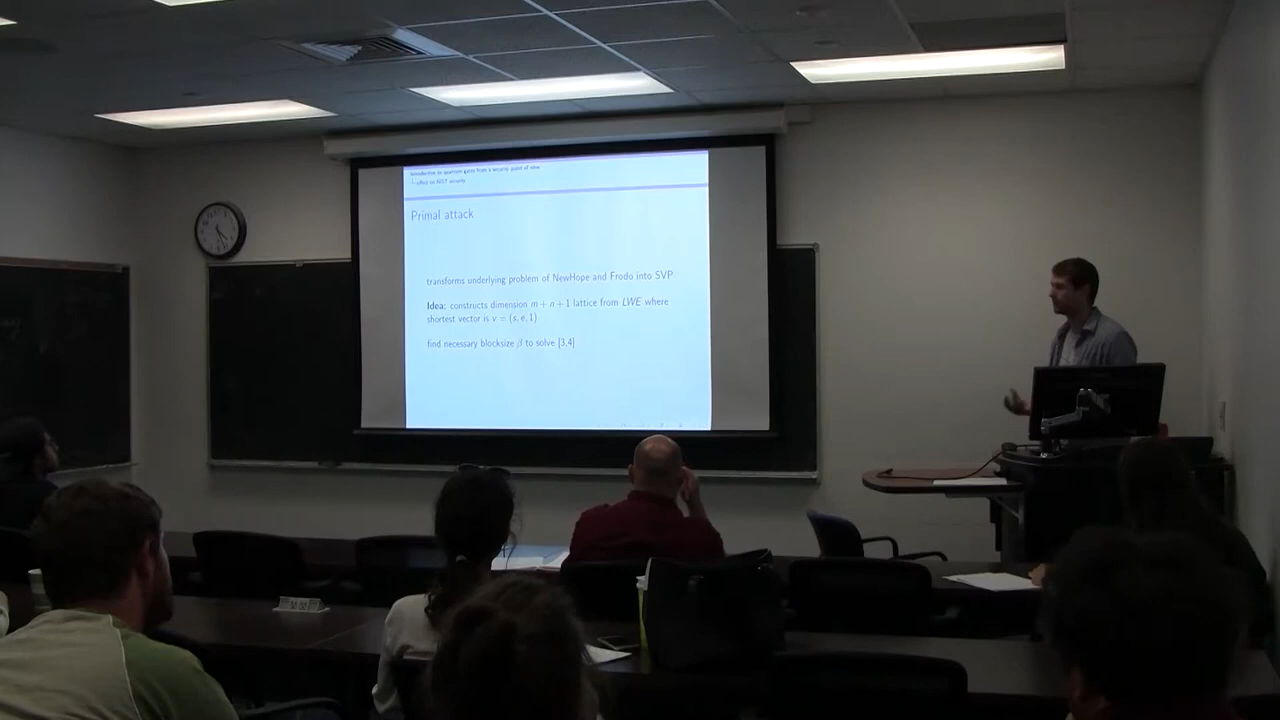 Introduction to quantum gates from a security point of view
effect on NIST security
Primal attack
transforms underlying problem of NewHope and Frodo into SVP
Idea: constructs dimension m + n + 1 lattice from LWE where
shortest vector is v = (s, e, 1)
find necessary blocksize β to solve [3,4]